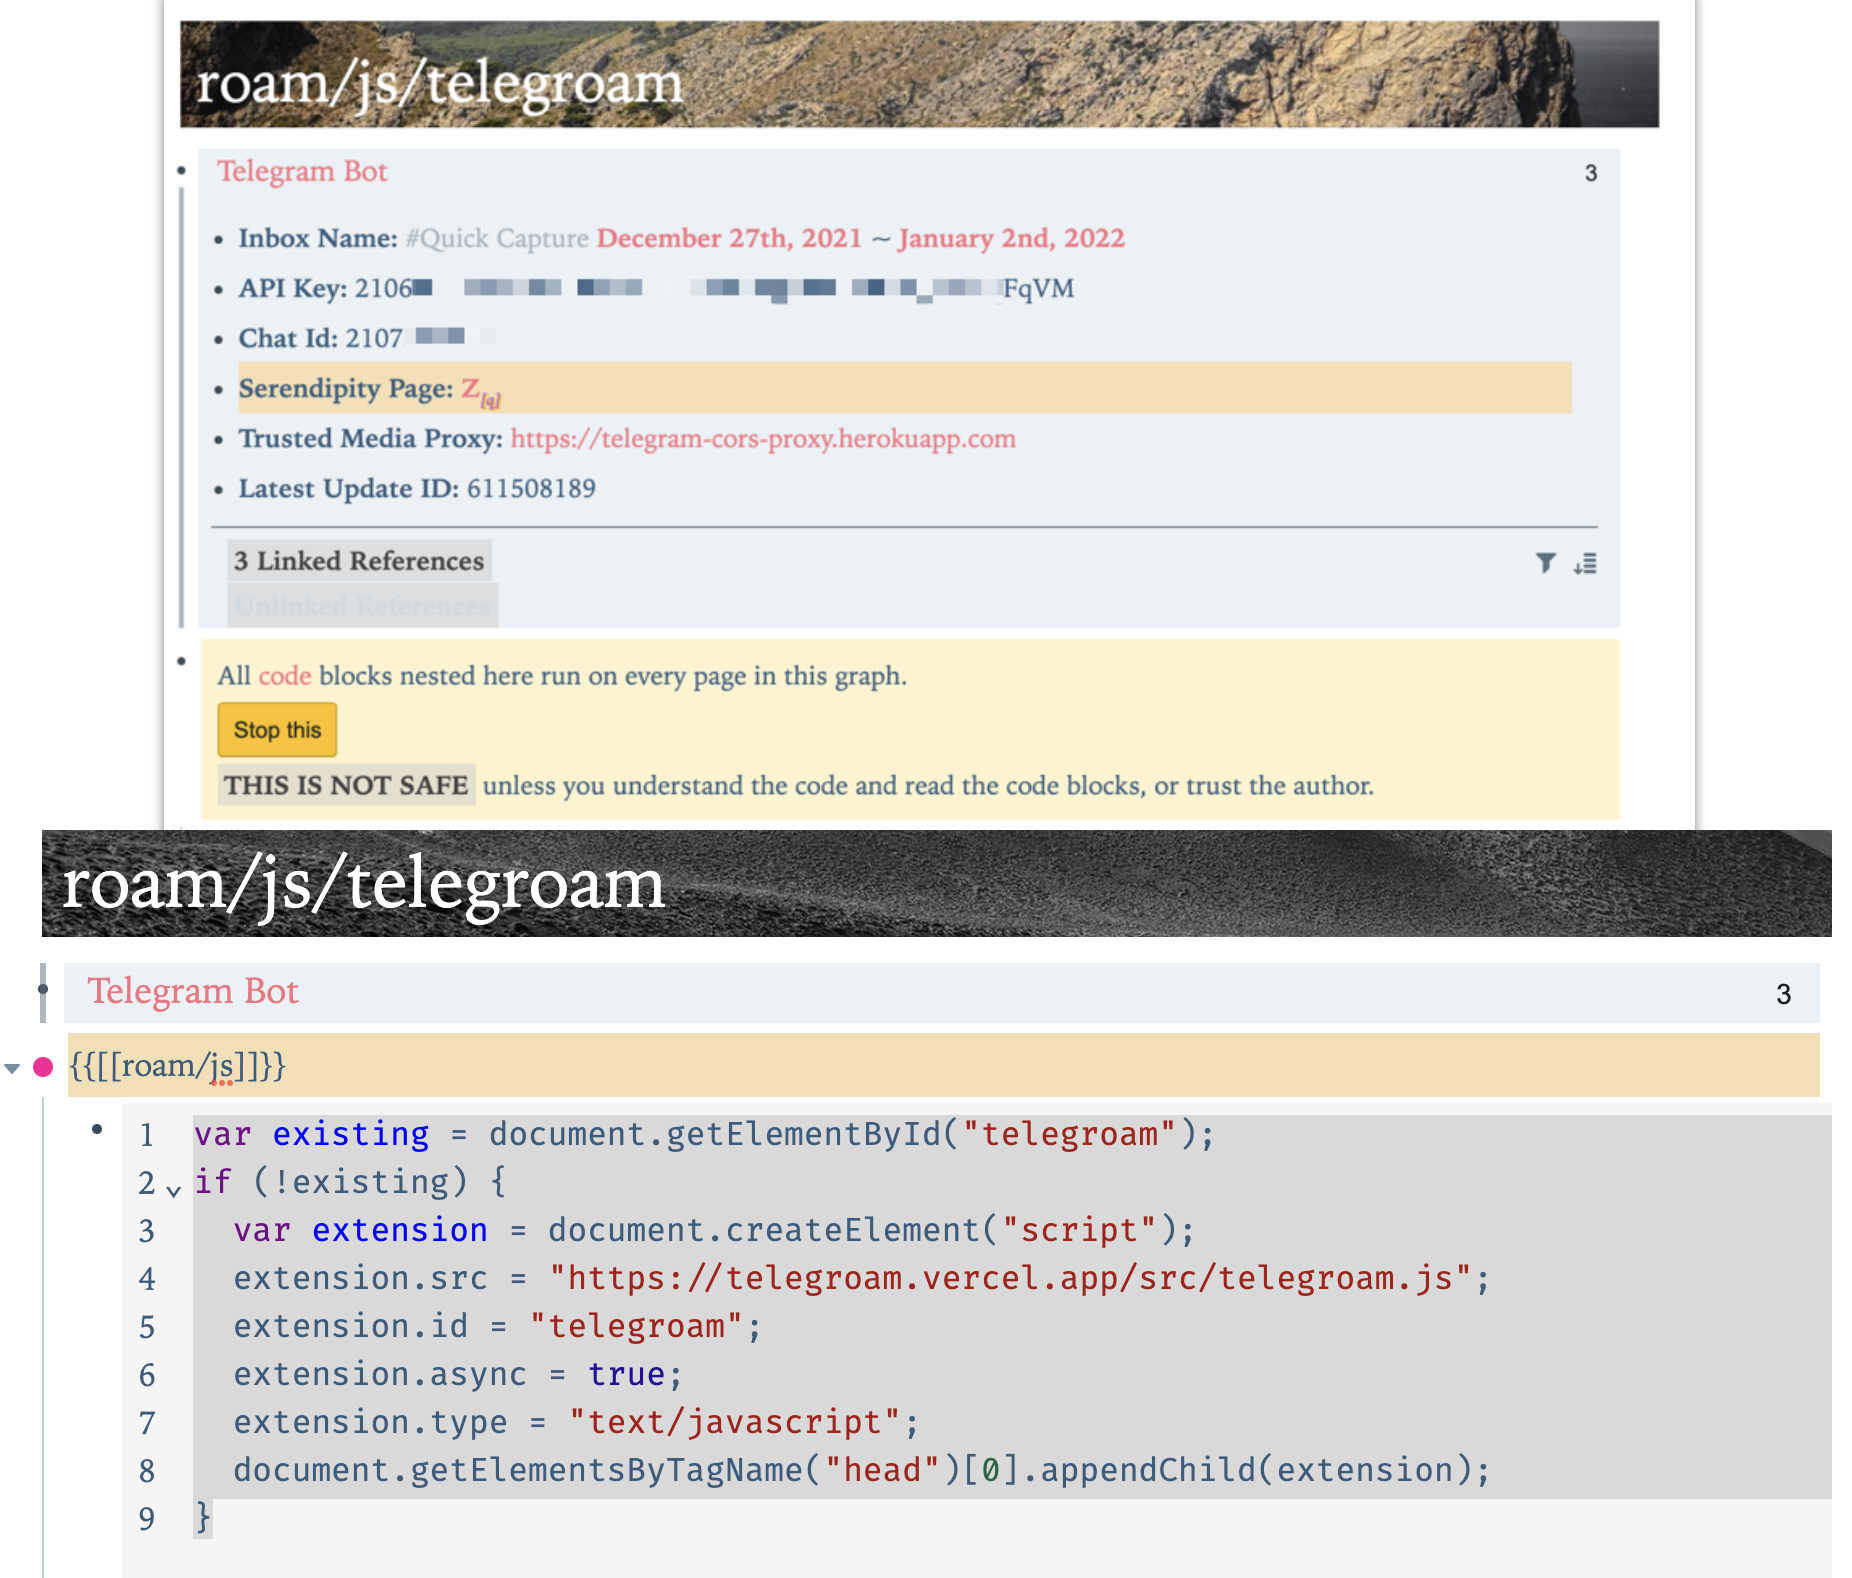 roam/js/telegroam
Telegram Bot 3
Inbox Name: #Quick Capture December 27th, 2021 ~ January 2nd, 2022
API Key: 2106 FqVM
Chat Id: 2107
Serendipity Page: Z[q]
Trusted Media Proxy: https://telegram-cors-proxy.herokuapp.com
Latest Update ID: 611508189
3 Linked References
Unlinked References
All code blocks nested here run on every page in this graph.
Stop this
THIS IS NOT SAFE unless you understand the code and read the code blocks, or trust the author.
roam/js/telegroam
Telegram Bot 3
{{[[roam/js]]}}
1 var existing = document.getElementById("telegroam");
2 if (!existing) {
3 var extension = document.createElement("script");
4 extension.src = "https://telegroam.vercel.app/src/telegroam.js";
5 extension.id = "telegroam";
6 extension.async = true;
7 extension.type = "text/javascript";
8 document.getElementsByTagName("head")[0].appendChild(extension);
9 }